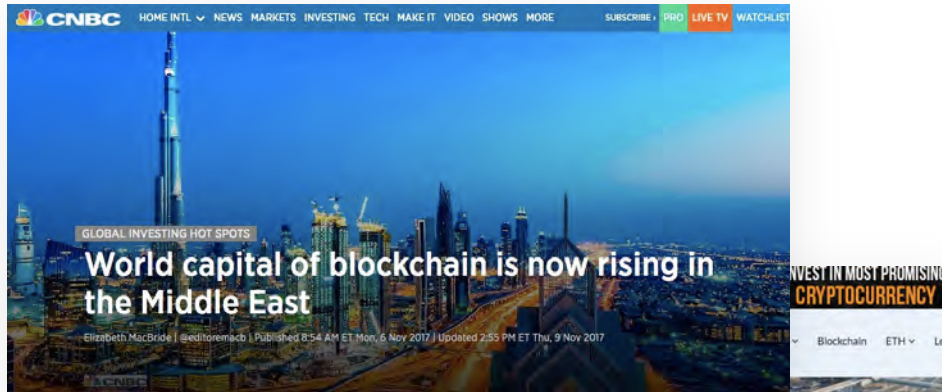 CNBC HOME INTL NEWS MARKETS INVESTING TECH MAKE IT VIDEO SHOWS MORE SUBSCRIBE PRO LIVE TV WATCHLIST
GLOBAL INVESTING HOT SPOTS
World capital of blockchain is now rising in
the Middle East
Elizabeth MacBride | @editoremacb | Published 8:54 AM ET Mon, 6 Nov 2017 | Updated 2:55 PM ET Thu, 9 Nov 2017
CNBC
NVEST IN MOST PROMISING
CRYPTOCURRENCY
Blockchain ETH